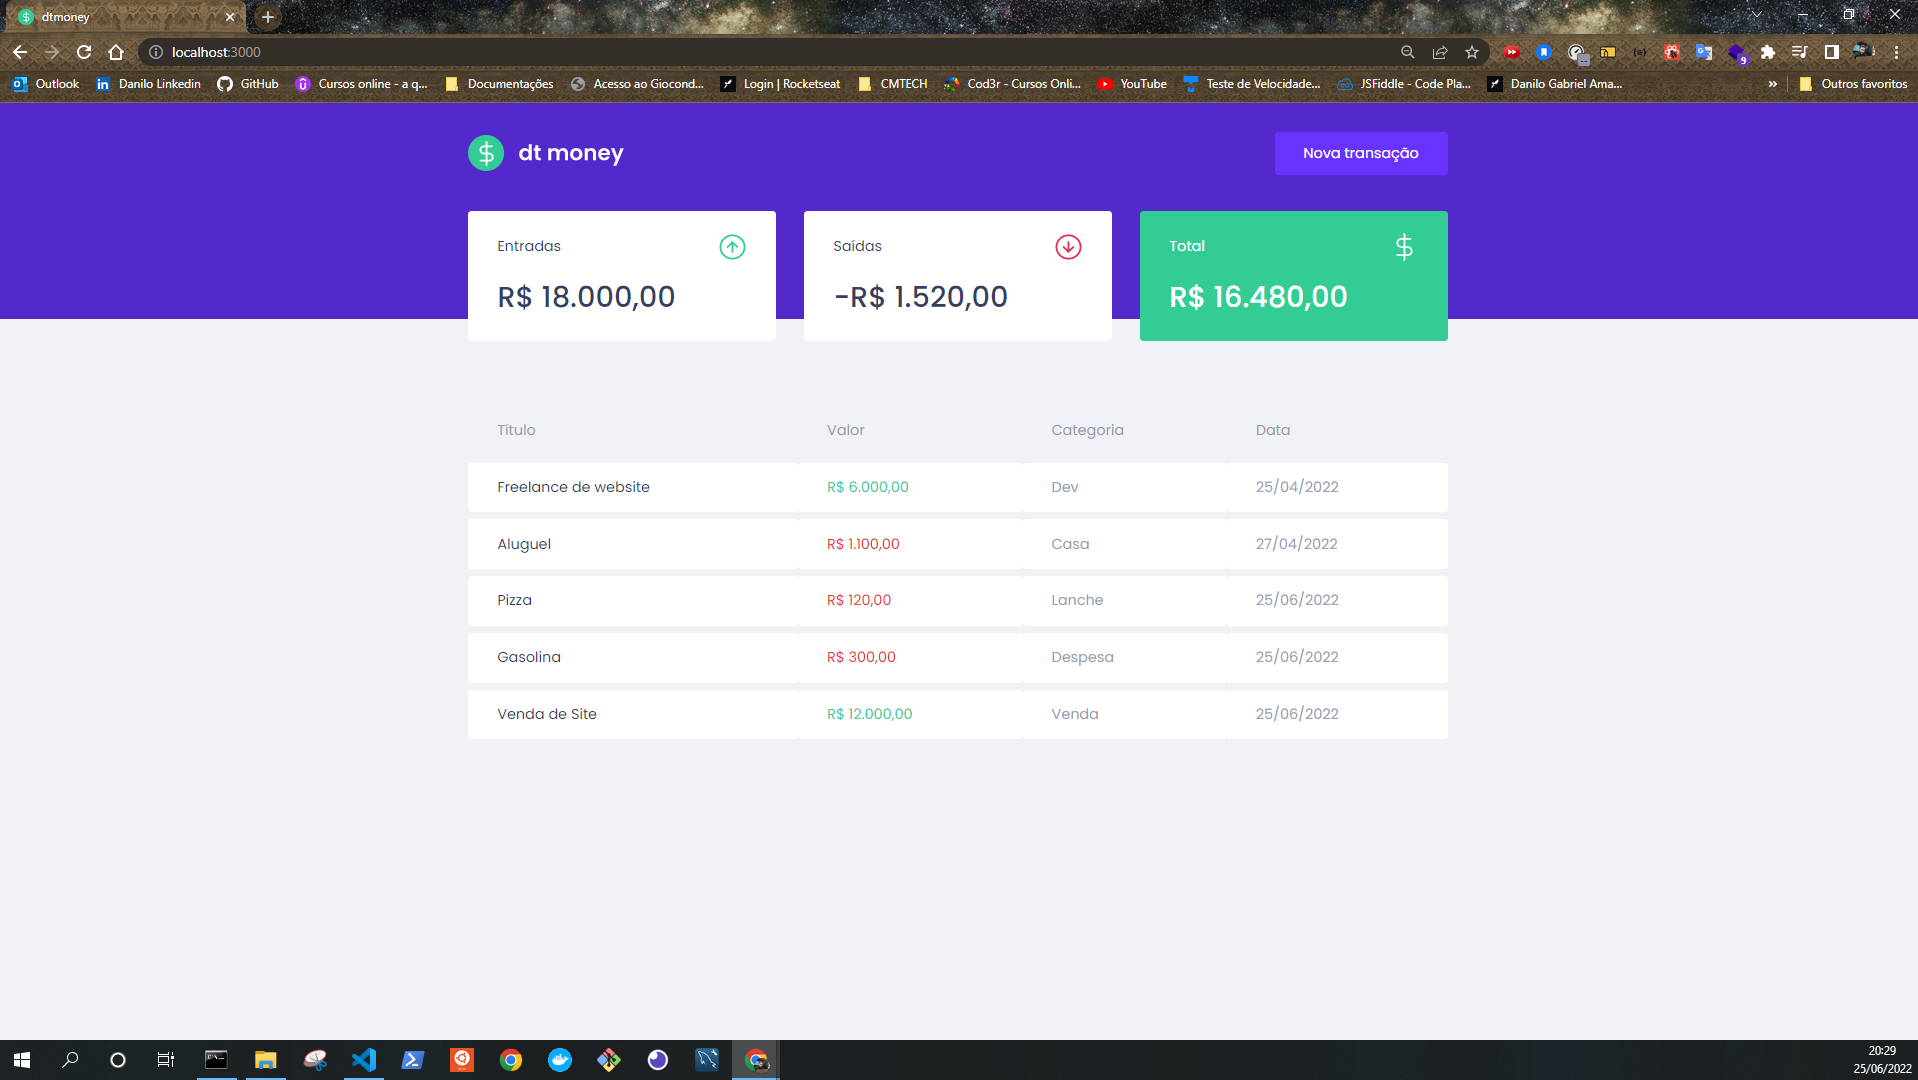 dtmoney
localhost:3000
Outlook Danilo Linkedin GitHub Cursos online - a q... Documentações Acesso ao Giocond... Login | Rocketseat CMTECH Cod3r - Cursos Onli... YouTube Teste de Velocidade... JSFiddle - Code Pla... Danilo Gabriel Ama... » Outros favoritos
9
dt money
Nova transação
Entradas
R$ 18.000,00
Saídas
-R$ 1.520,00
Total
R$ 16.480,00
Título Valor Categoria Data
Freelance de website R$ 6.000,00 Dev 25/04/2022
Aluguel R$ 1.100,00 Casa 27/04/2022
Pizza R$ 120,00 Lanche 25/06/2022
Gasolina R$ 300,00 Despesa 25/06/2022
Venda de Site R$ 12.000,00 Venda 25/06/2022
20:29
25/06/2022